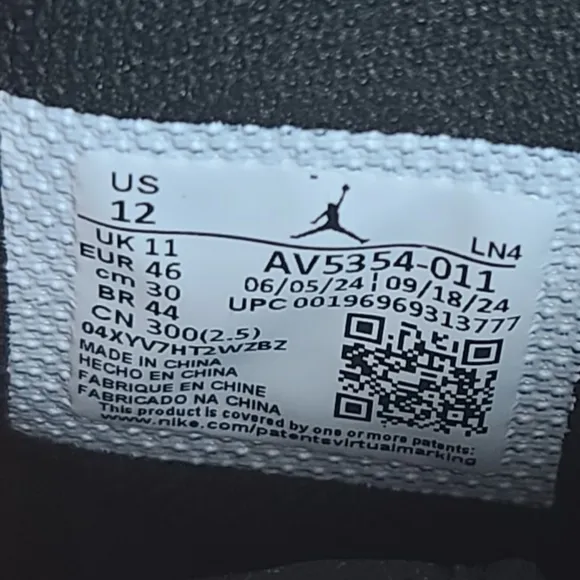 US
12
LN4
UK 11
EUR 46
cm 30
BR 44
CN 300(2.5)
AV5354-011
06/05/24 | 09/18/24
UPC 00196969313777
04XYV7HT2WZBZ
MADE IN CHINA
HECHO EN CHINA
FABRIQUE EN CHINE
FABRICADO NA CHINA
This product is covered by one or more patents:
www.nike.com/patentsvirtualmarking